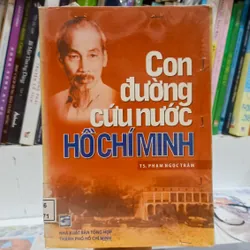 Con
đường
cứu nước
HỒ CHÍ MINH
TS. PHẠM NGỌC TRÂM
NHÀ XUẤT BẢN TỔNG HỢP
THÀNH PHỐ HỒ CHÍ MINH